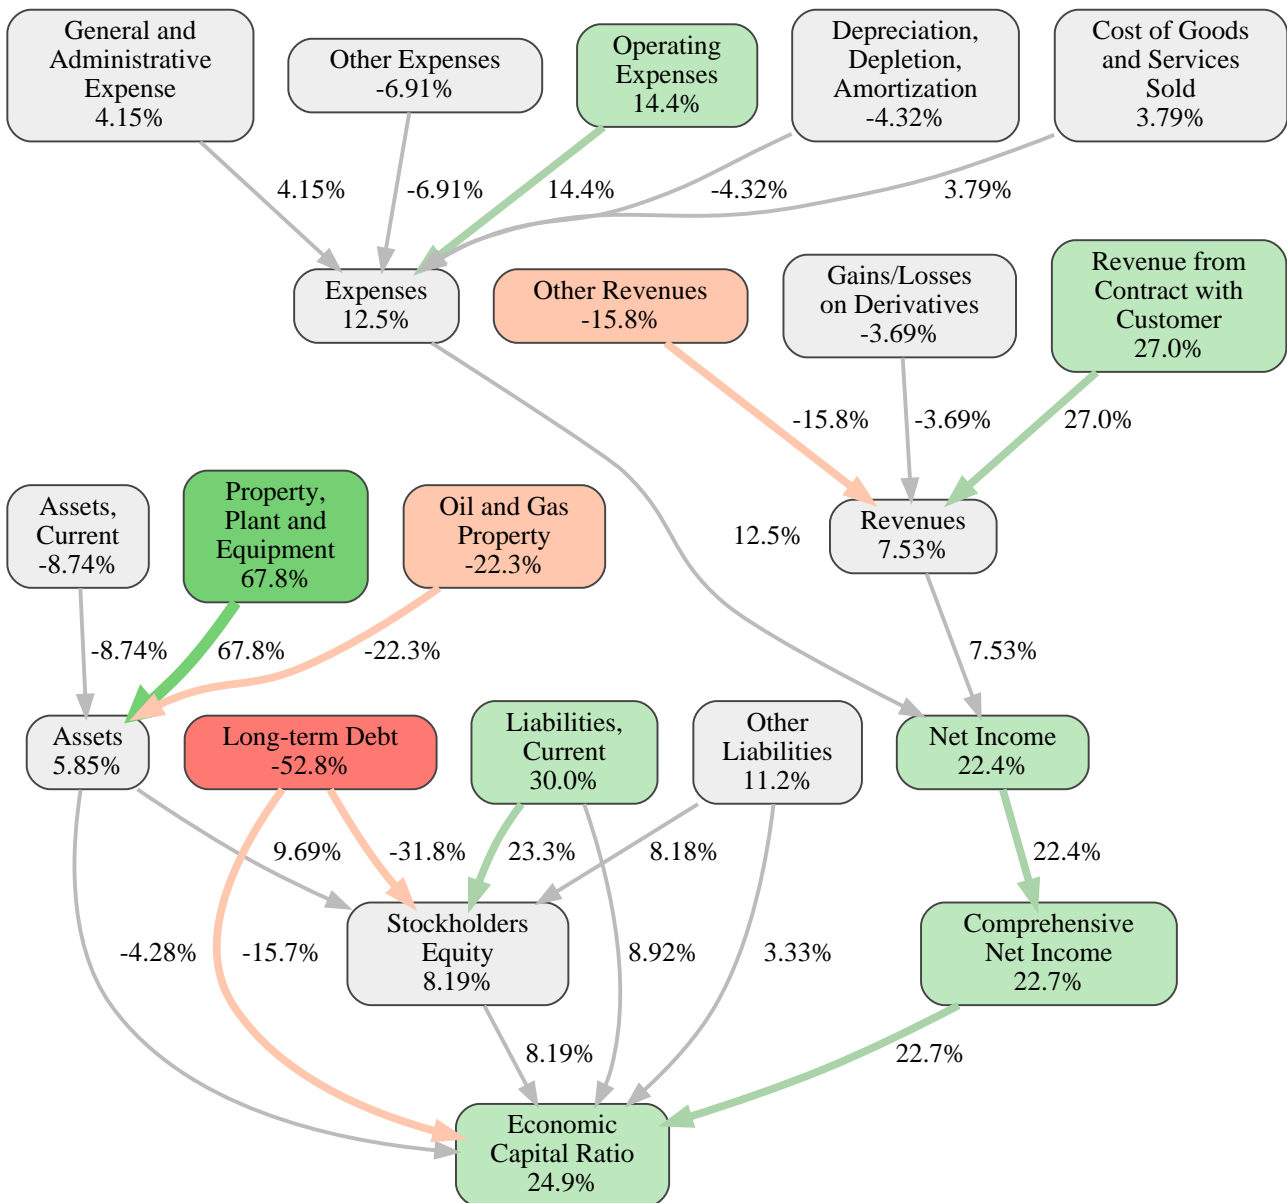 General and
Administrative
Expense
4.15%
Other Expenses
-6.91%
Operating
Expenses
14.4%
Depreciation,
Depletion,
Amortization
-4.32%
Cost of Goods
and Services
Sold
3.79%
4.15%
-6.91%
14.4%
-4.32%
3.79%
Expenses
12.5%
Other Revenues
-15.8%
Gains/Losses
on Derivatives
-3.69%
Revenue from
Contract with
Customer
27.0%
-15.8%
-3.69%
27.0%
Assets,
Current
-8.74%
Property,
Plant and
Equipment
67.8%
Oil and Gas
Property
-22.3%
12.5%
Revenues
7.53%
-8.74%
67.8%
-22.3%
7.53%
Assets
5.85%
Long-term Debt
-52.8%
Liabilities,
Current
30.0%
Other
Liabilities
11.2%
Net Income
22.4%
9.69%
-31.8%
23.3%
8.18%
22.4%
-4.28%
-15.7%
Stockholders
Equity
8.19%
8.92%
3.33%
Comprehensive
Net Income
22.7%
8.19%
22.7%
Economic
Capital Ratio
24.9%